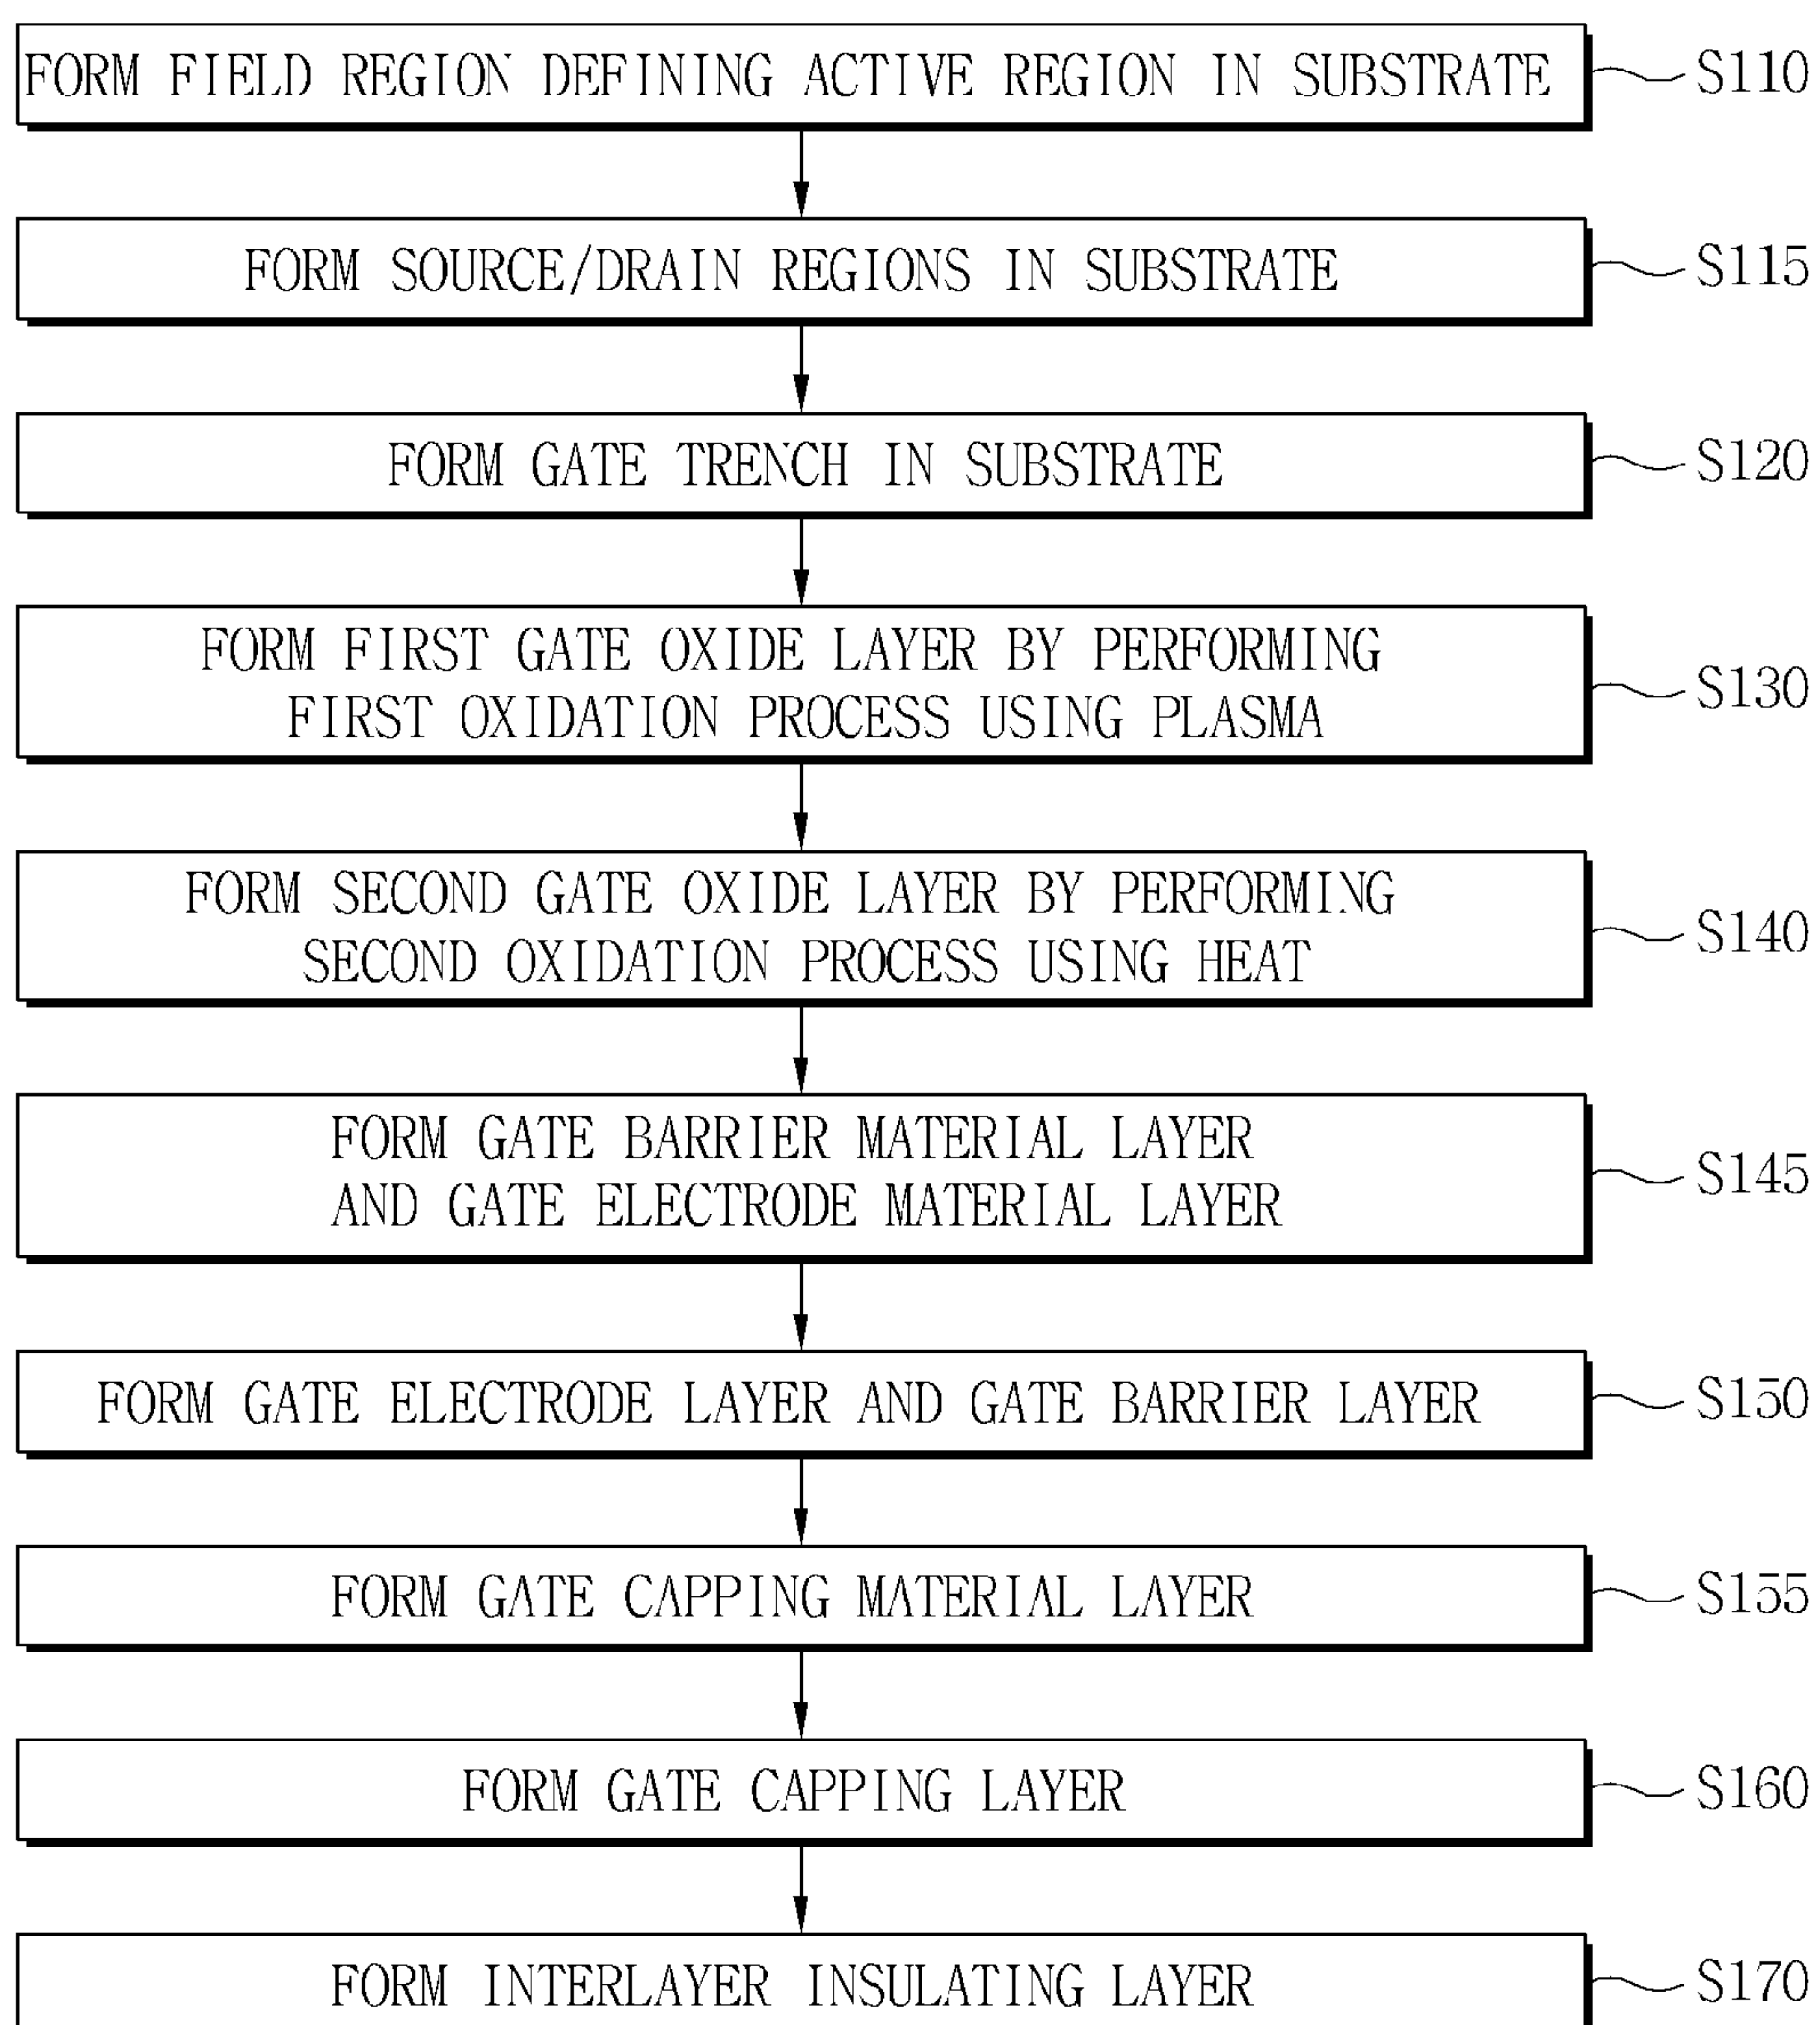 FORM FIELD REGION DEFINING ACTIVE REGION IN SUBSTRATE
S110
FORM SOURCE/DRAIN REGIONS IN SUBSTRATE
S115
FORM GATE TRENCH IN SUBSTRATE
S120
FORM FIRST GATE OXIDE LAYER BY PERFORMING
FIRST OXIDATION PROCESS USING PLASMA
S130
FORM SECOND GATE OXIDE LAYER BY PERFORMING
SECOND OXIDATION PROCESS USING HEAT
S140
FORM GATE BARRIER MATERIAL LAYER
AND GATE ELECTRODE MATERIAL LAYER
S145
FORM GATE ELECTRODE LAYER AND GATE BARRIER LAYER
S150
FORM GATE CAPPING MATERIAL LAYER
S155
FORM GATE CAPPING LAYER
S160
FORM INTERLAYER INSULATING LAYER
S170